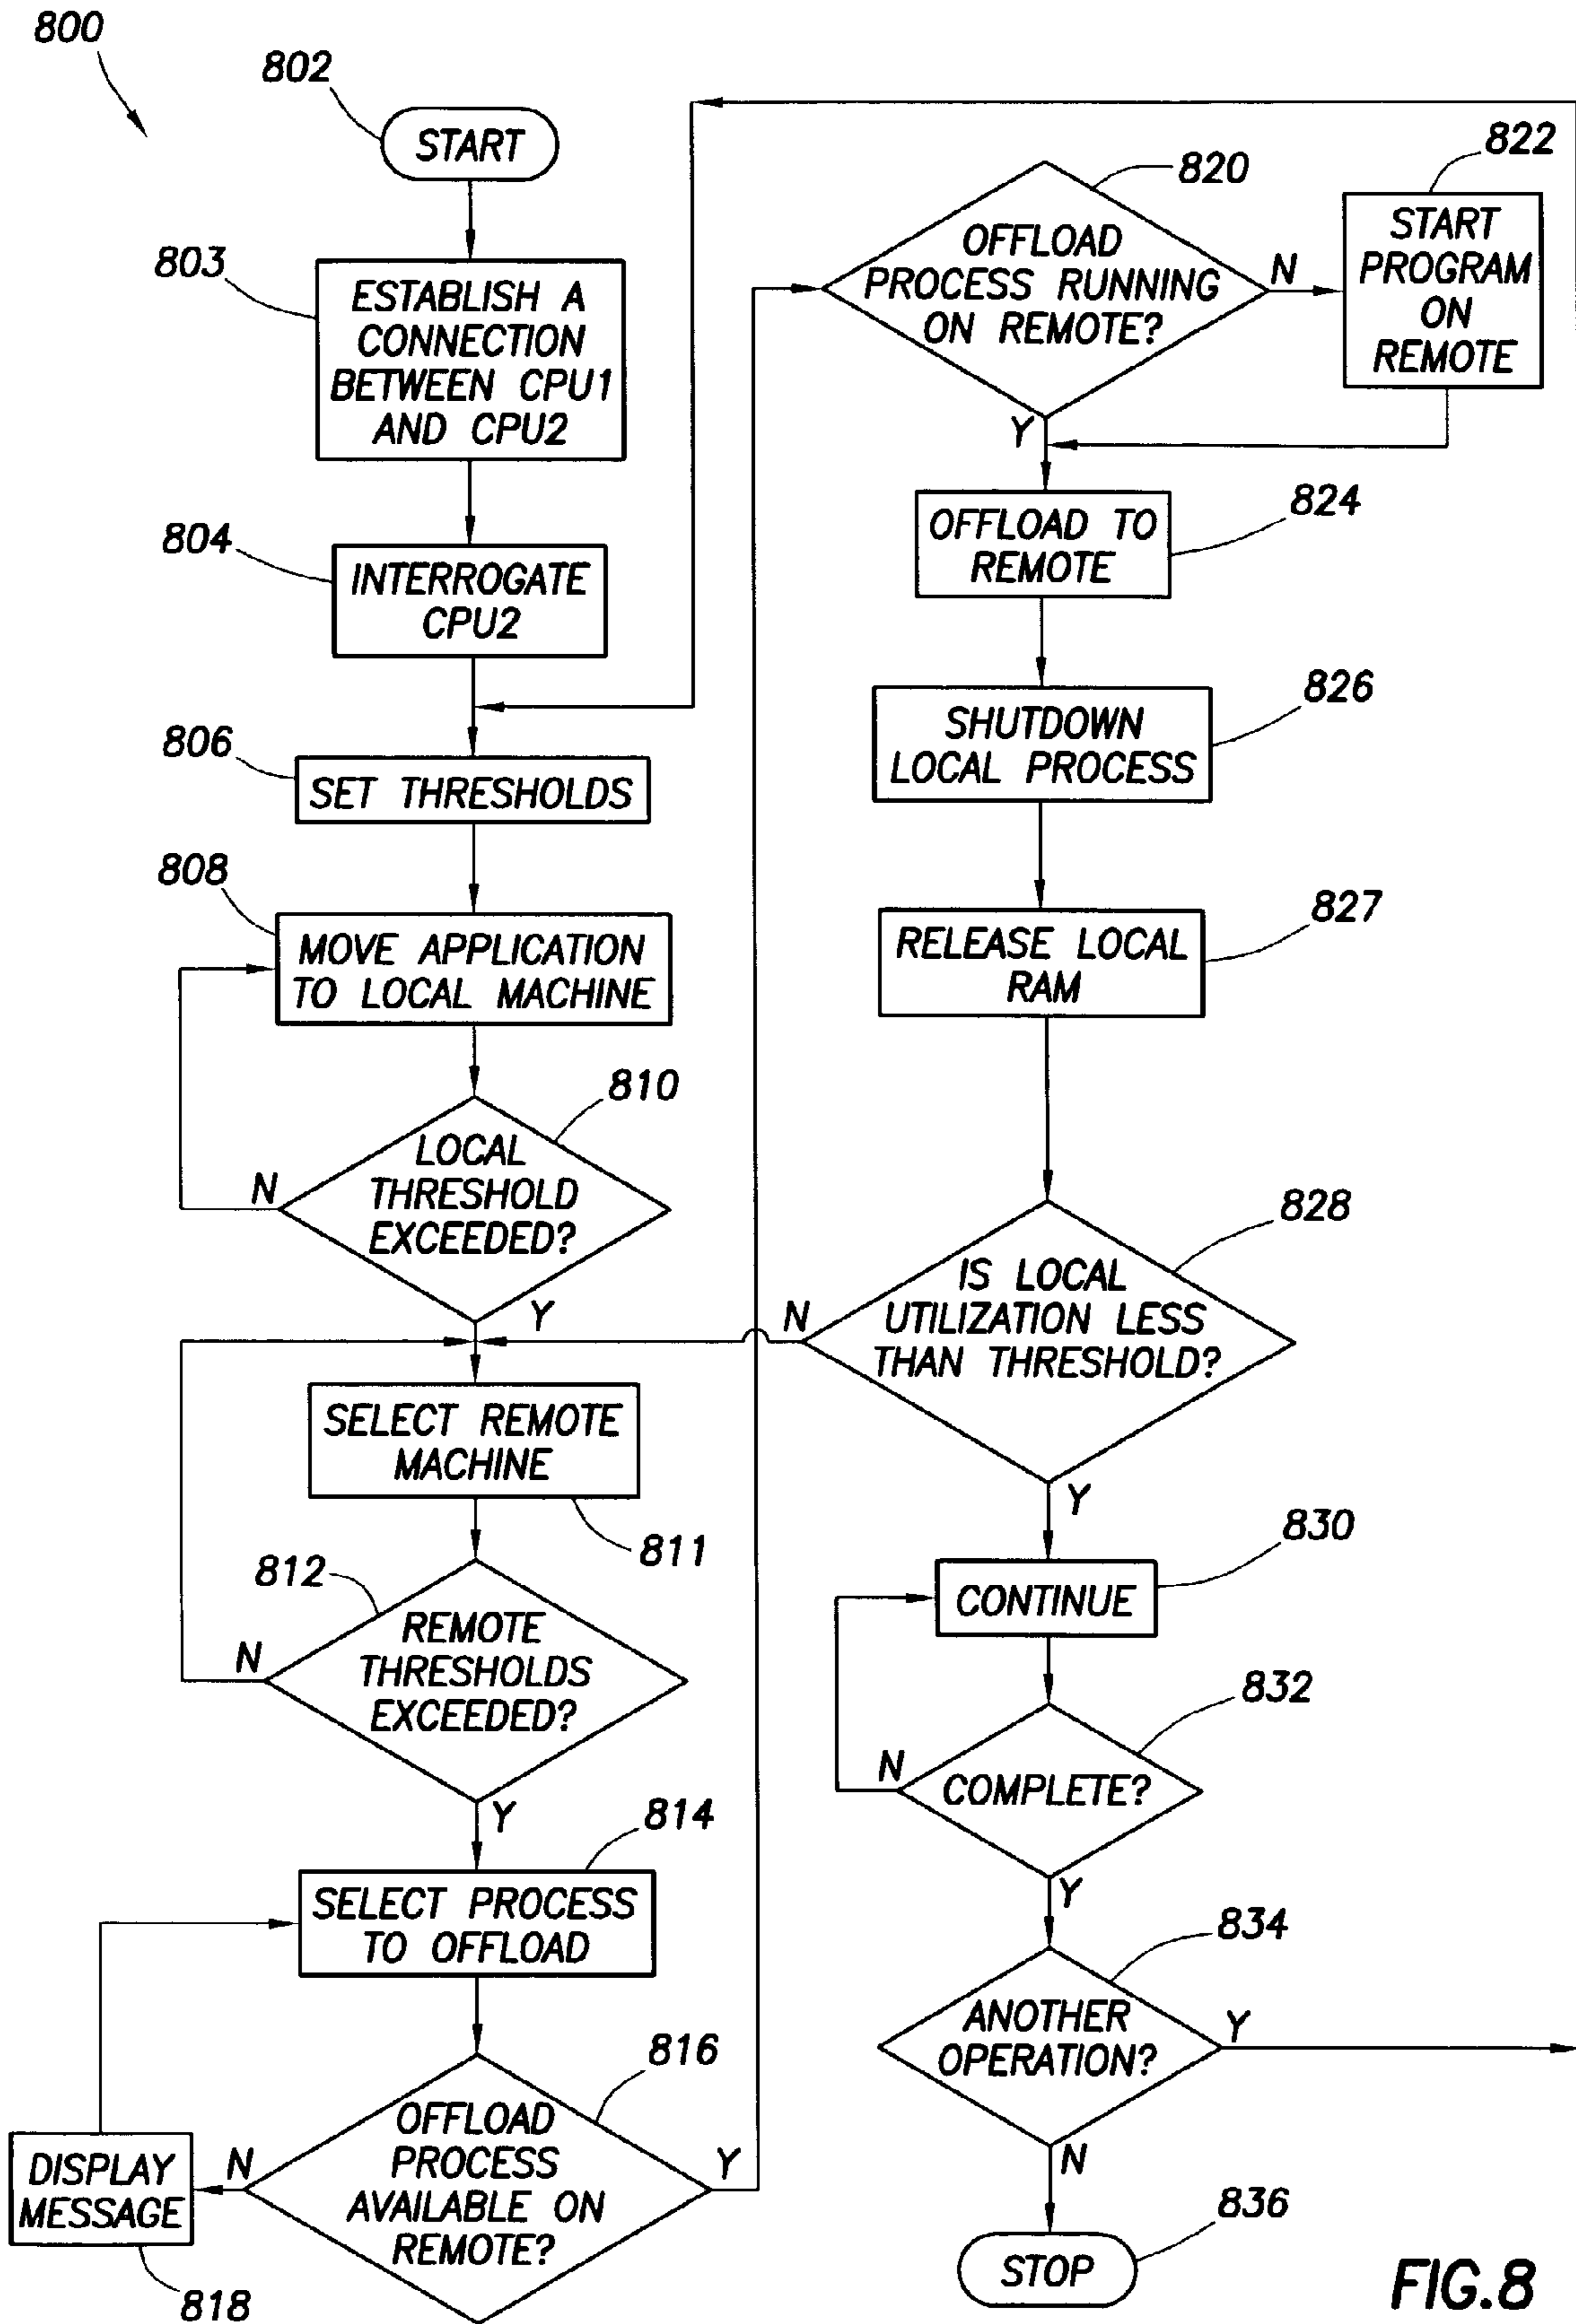 800
802
START
803
ESTABLISH A
CONNECTION
BETWEEN CPU1
AND CPU2
804
INTERROGATE
CPU2
806
SET THRESHOLDS
808
MOVE APPLICATION
TO LOCAL MACHINE
810
LOCAL
THRESHOLD
EXCEEDED?
N
Y
SELECT REMOTE
MACHINE
811
812
REMOTE
THRESHOLDS
EXCEEDED?
N
Y
814
SELECT PROCESS
TO OFFLOAD
816
OFFLOAD
PROCESS
AVAILABLE ON
REMOTE?
N
Y
DISPLAY
MESSAGE
818
820
OFFLOAD
PROCESS RUNNING
ON REMOTE?
N
Y
822
START
PROGRAM
ON
REMOTE
824
OFFLOAD TO
REMOTE
826
SHUTDOWN
LOCAL PROCESS
827
RELEASE LOCAL
RAM
828
IS LOCAL
UTILIZATION LESS
THAN THRESHOLD?
N
Y
830
CONTINUE
832
COMPLETE?
N
Y
834
ANOTHER
OPERATION?
Y
N
836
STOP
FIG.8